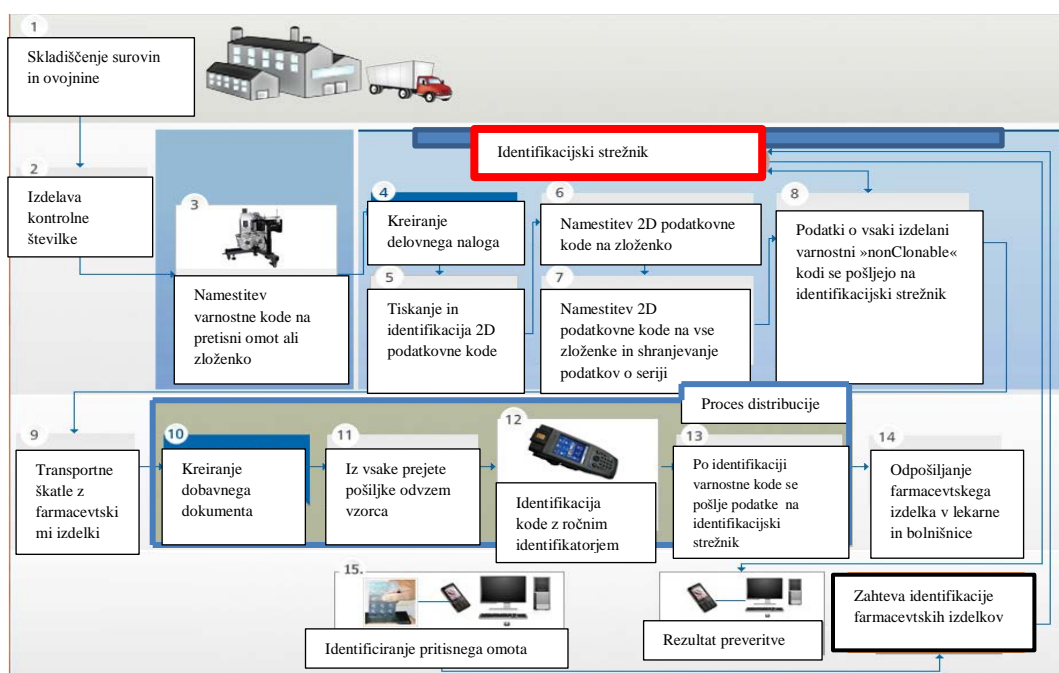 1
Skladiščenje surovin
in ovojnine
Identifikacijski strežnik
2
Izdelava
kontrolne
številke
3
Namestitev
varnostne kode na
pretisni omot ali
zloženko
4
Kreiranje
delovnega naloga
5
Tiskanje in
identifikacija 2D
podatkovne kode
6
Namestitev 2D podatkovne
kode na zloženko
7
Namestitev 2D
podatkovne kode na vse
zloženke in shranjevanje
podatkov o seriji
8
Podatki o vsaki izdelani
varnostni »nonClonable«
kodi se pošljejo na
identifikacijski strežnik
Proces distribucije
9
Transportne
škatle z
farmacevtski
mi izdelki
10
Kreiranje
dobavnega
dokumenta
11
Iz vsake prejete
pošiljke odvzem
vzorca
12
Identifikacija
kode z ročnim
identifikatorjem
13
Po identifikaciji
varnostne kode se
pošlje podatke na
identifikacijski
strežnik
14
Odpošiljanje
farmacevtskega
izdelka v lekarne
in bolnišnice
15.
Identificiranje pritisnega omota
Rezultat preveritve
Zahteva identifikacije
farmacevtskih izdelkov